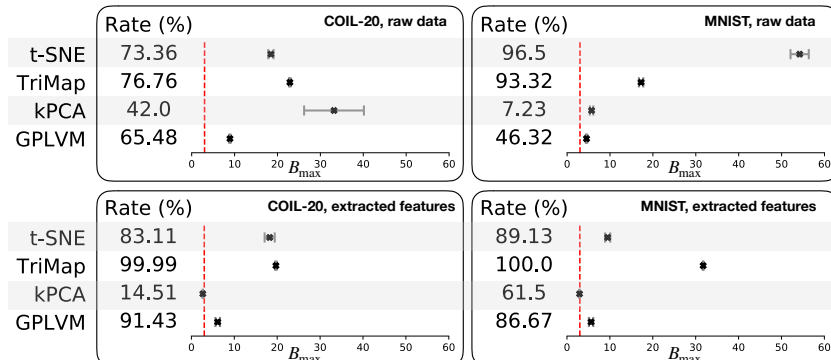 Rate (%) COIL-20, raw data Rate (%) MNIST, raw data
t-SNE 73.36 96.5
TriMap 76.76 93.32
kPCA 42.0 7.23
GPLVM 65.48 46.32
0 10 20 30 40 50 60 0 10 20 30 40 50 60
Bmax Bmax
Rate (%) COIL-20, extracted features Rate (%) MNIST, extracted features
t-SNE 83.11 89.13
TriMap 99.99 100.0
kPCA 14.51 61.5
GPLVM 91.43 86.67
0 10 20 30 40 50 60 0 10 20 30 40 50 60
Bmax Bmax